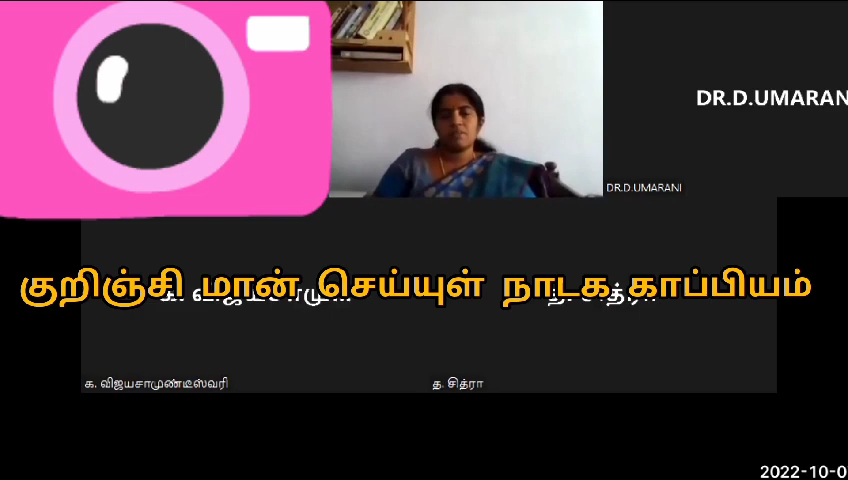 DR.D.UMARAN
DR.D.UMARANI
குறிஞ்சி மான் செய்யுள் நாடக காப்பியம்
க. விஜயசாமுண்டீஸ்வரி
த. சித்ரா
2022-10-0